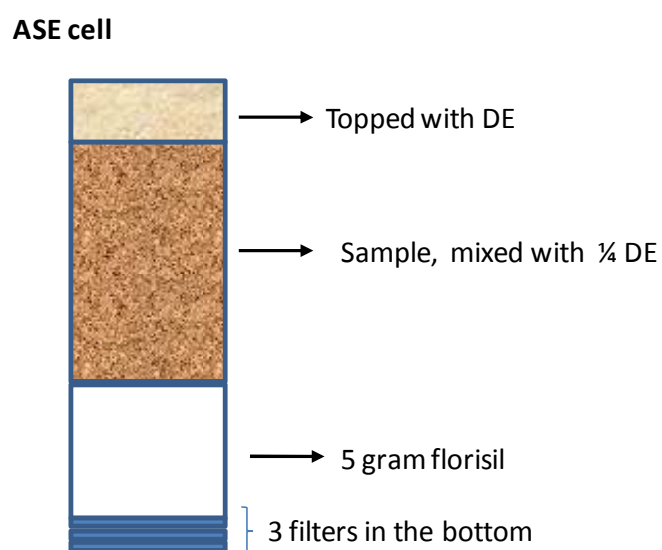 ASE cell
Topped with DE
Sample, mixed with ¼ DE
5 gram florisil
3 filters in the bottom